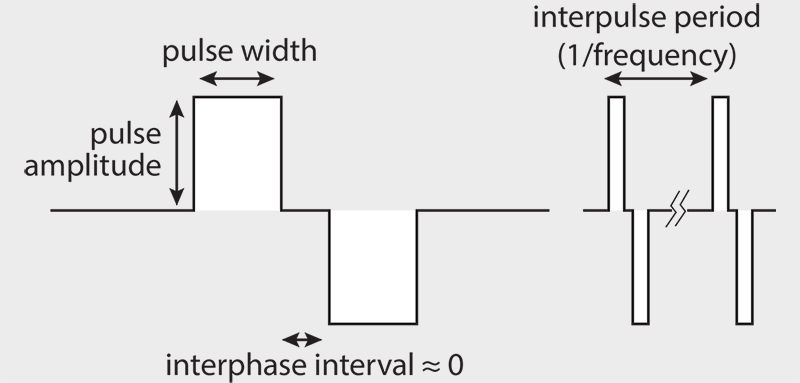 pulse width
pulse
amplitude
interphase interval ≈ 0
interpulse period
(1/frequency)